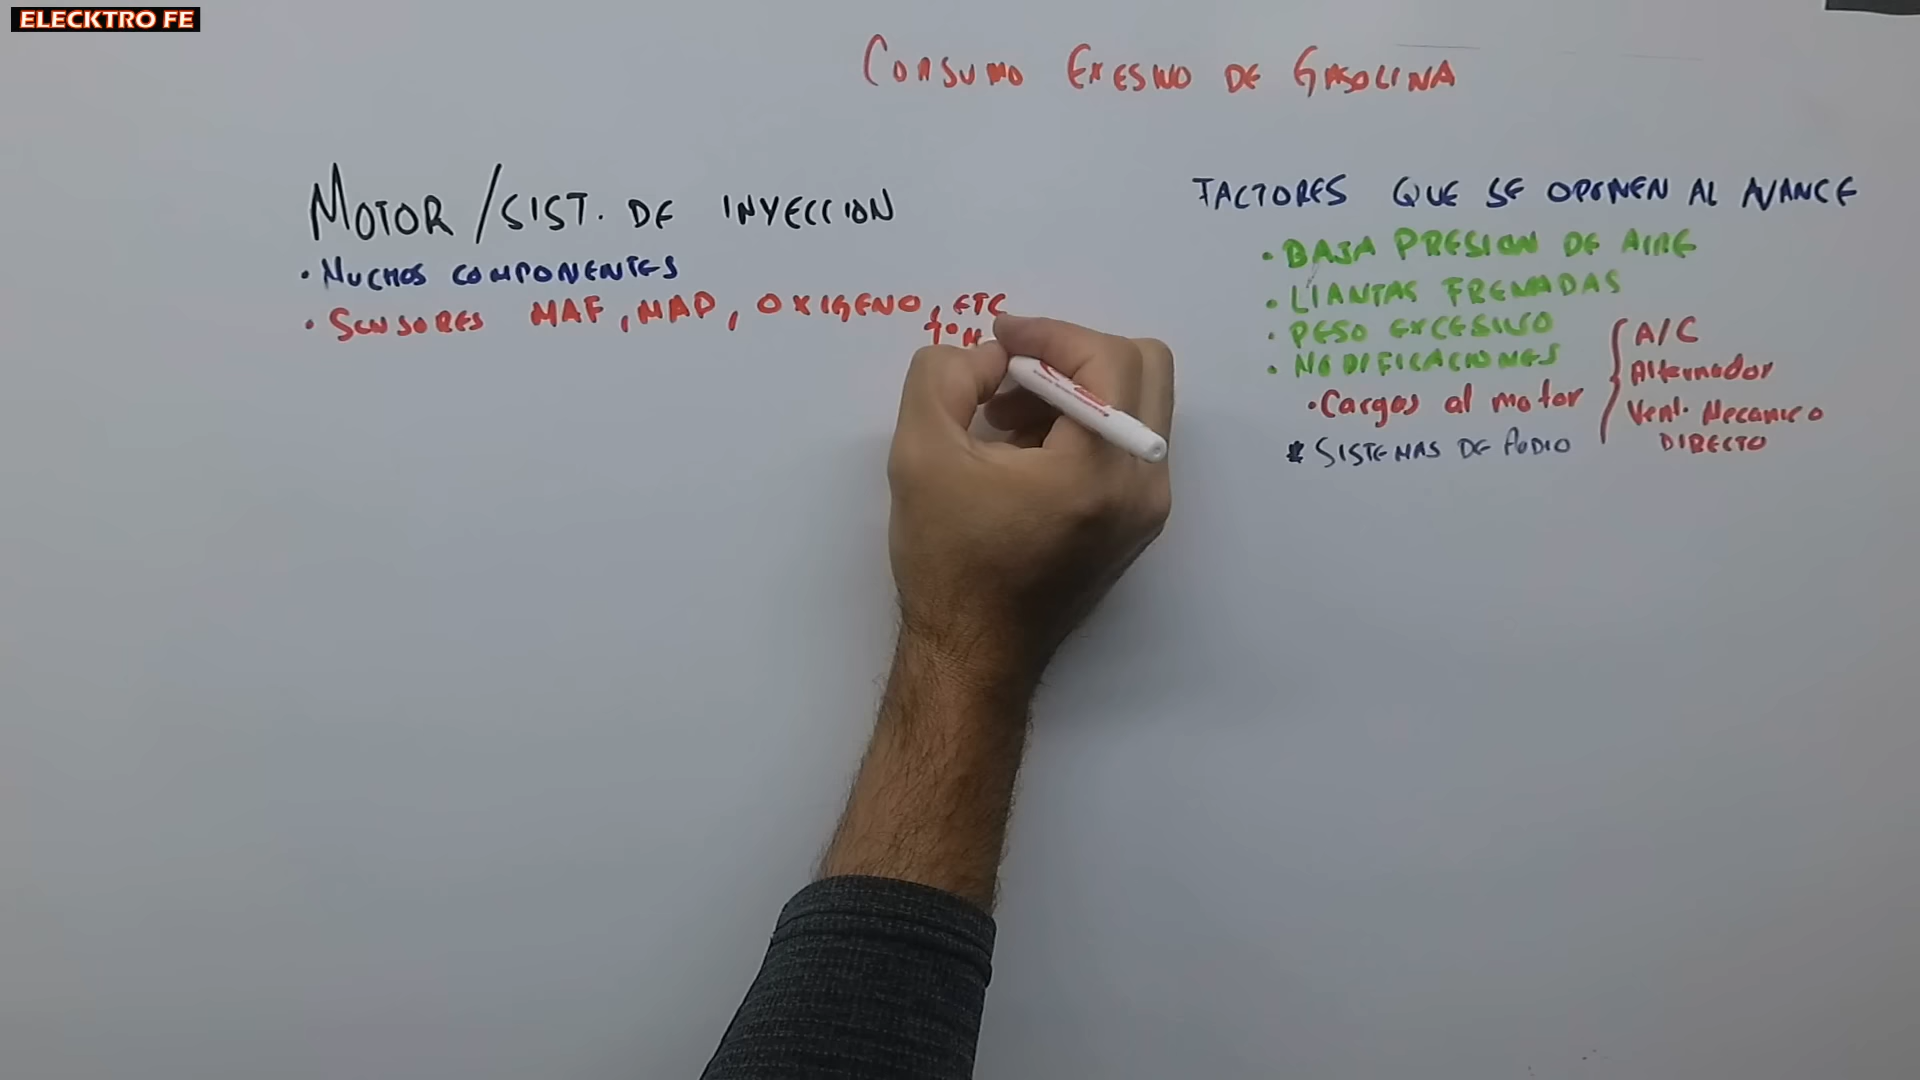 ELECKTRO FE
CONSUMO EXESIVO DE GASOLINA
MOTOR / SIST. DE INYECCION
• MUCHOS COMPONENTES
• SENSORES MAF, MAP, OXIGENO, ETC
TºM
FACTORES QUE SE OPONEN AL AVANCE
• BAJA PRESION DE AIRE
• LLANTAS FRENADAS
• PESO EXCESIVO
• MODIFICACIONES
• Cargas al motor
A/C
Alternador
Vent. Mecanico
DIRECTO
* SISTEMAS DE AUDIO